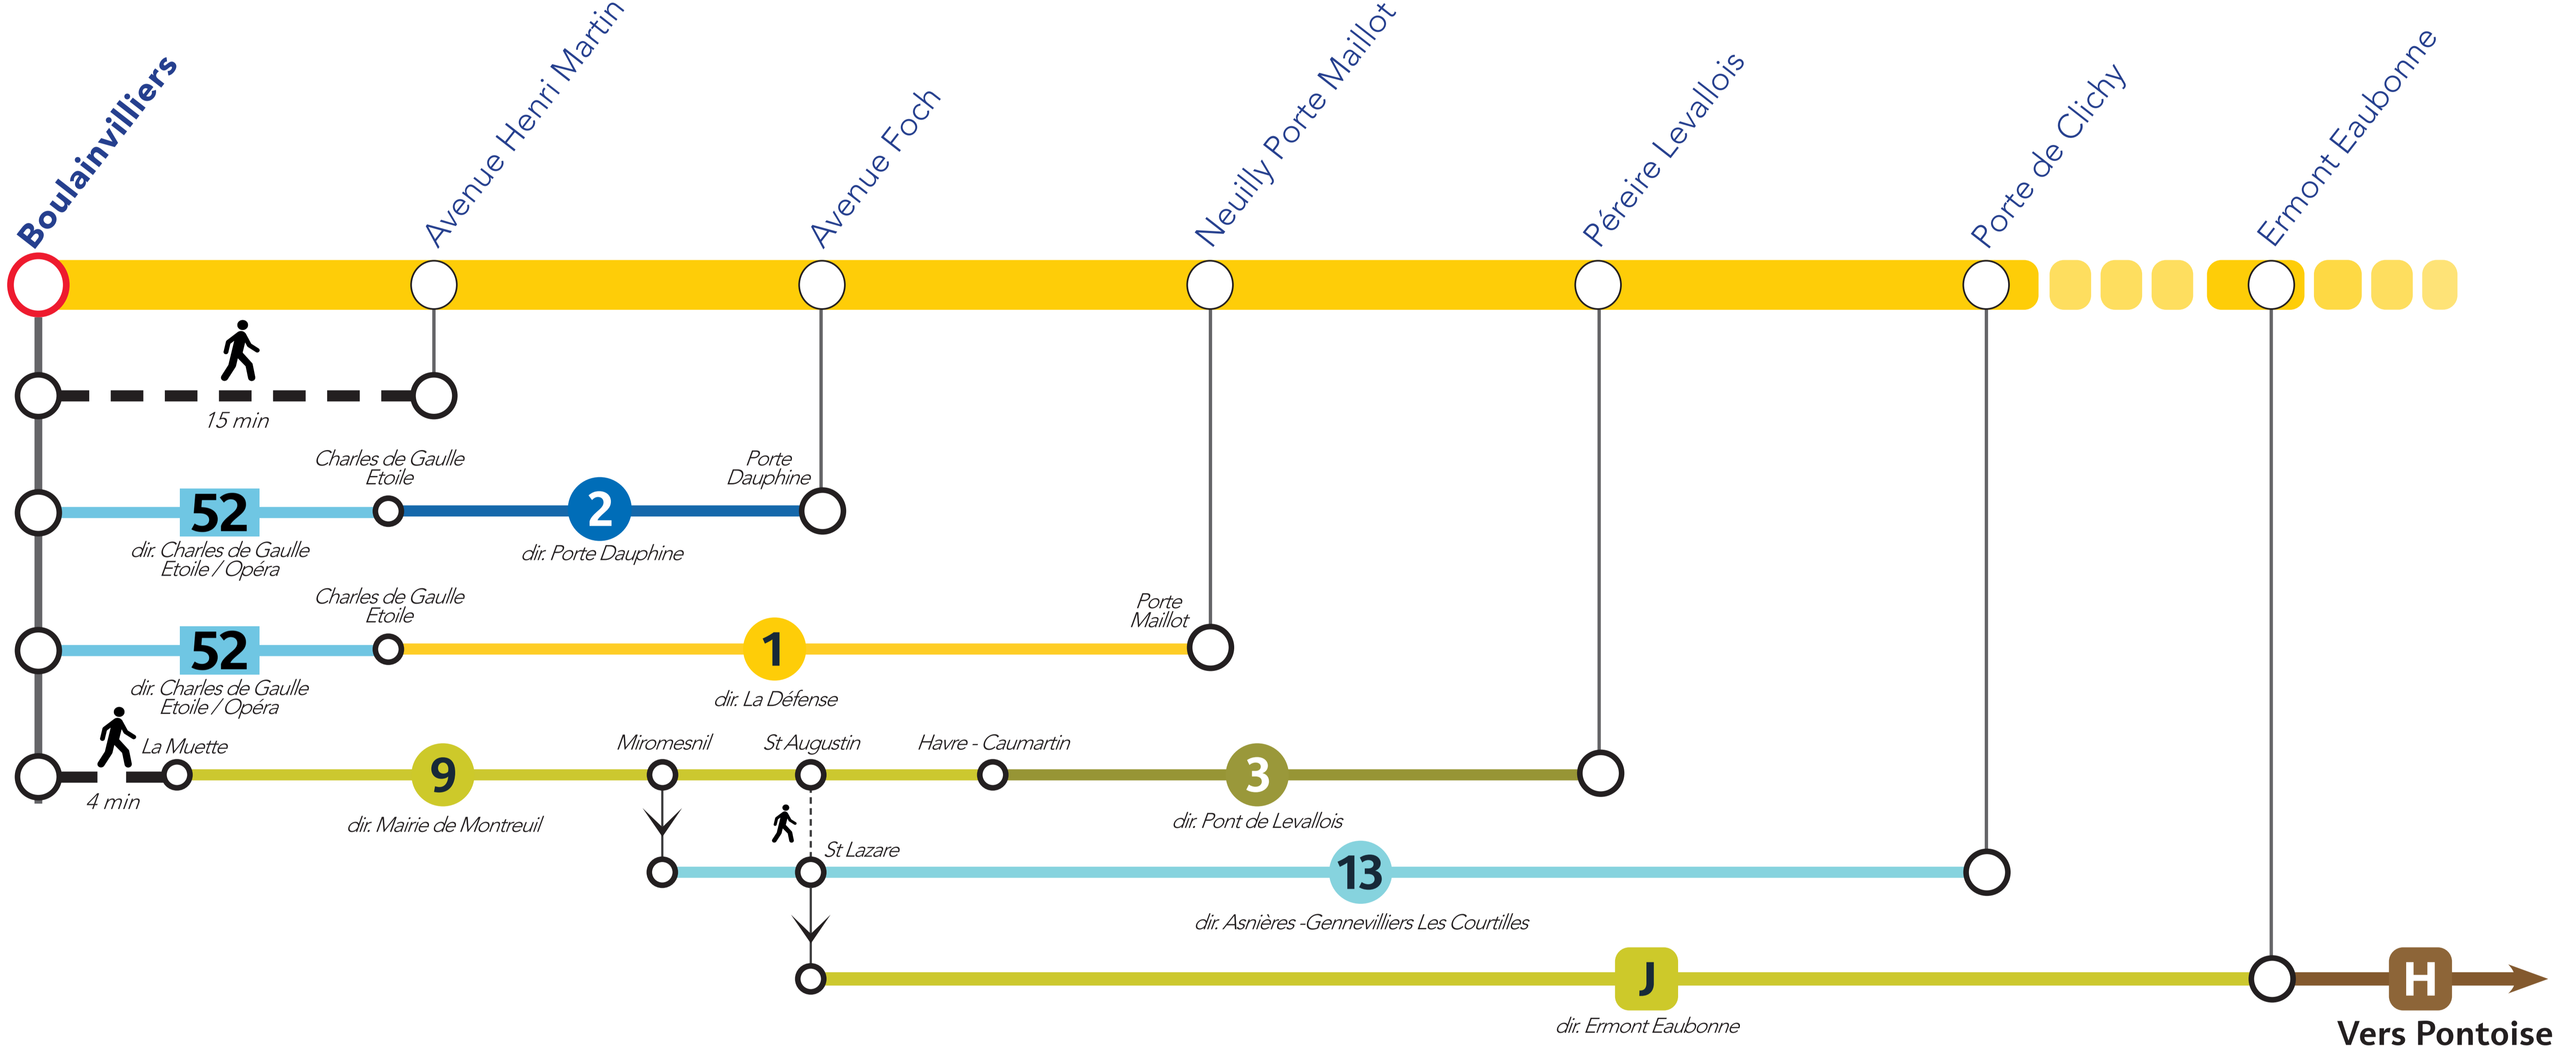 Boulainvilliers
Avenue Henri Martin
Avenue Foch
Neuilly Porte Maillot
Péreire Levallois
Porte de Clichy
Ermont Eaubonne
15 min
Charles de Gaulle
Etoile
Porte
Dauphine
52
2
dir. Charles de Gaulle
Etoile / Opéra
dir. Porte Dauphine
Charles de Gaulle
Etoile
Porte
Maillot
52
1
dir. Charles de Gaulle
Etoile / Opéra
dir. La Défense
La Muette
Miromesnil
St Augustin
Havre - Caumartin
9
3
4 min
dir. Mairie de Montreuil
dir. Pont de Levallois
St Lazare
13
dir. Asnières -Gennevilliers Les Courtilles
J
H
dir. Ermont Eaubonne
Vers Pontoise